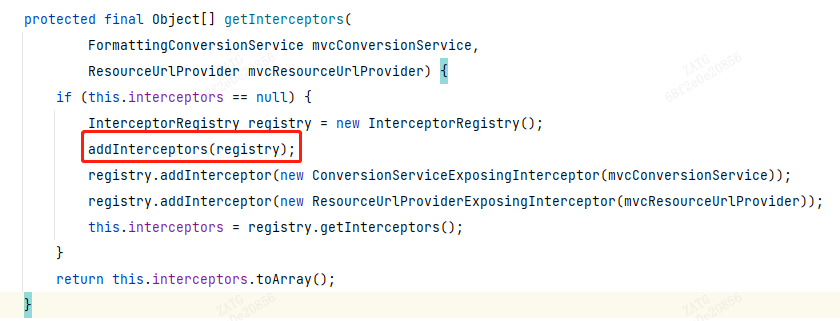 protected final Object[] getInterceptors(
FormattingConversionService mvcConversionService,
ResourceUrlProvider mvcResourceUrlProvider) {
if (this.interceptors == null) {
InterceptorRegistry registry = new InterceptorRegistry();
addInterceptors(registry);
registry.addInterceptor(new ConversionServiceExposingInterceptor(mvcConversionService));
registry.addInterceptor(new ResourceUrlProviderExposingInterceptor(mvcResourceUrlProvider));
this.interceptors = registry.getInterceptors();
}
return this.interceptors.toArray();
}